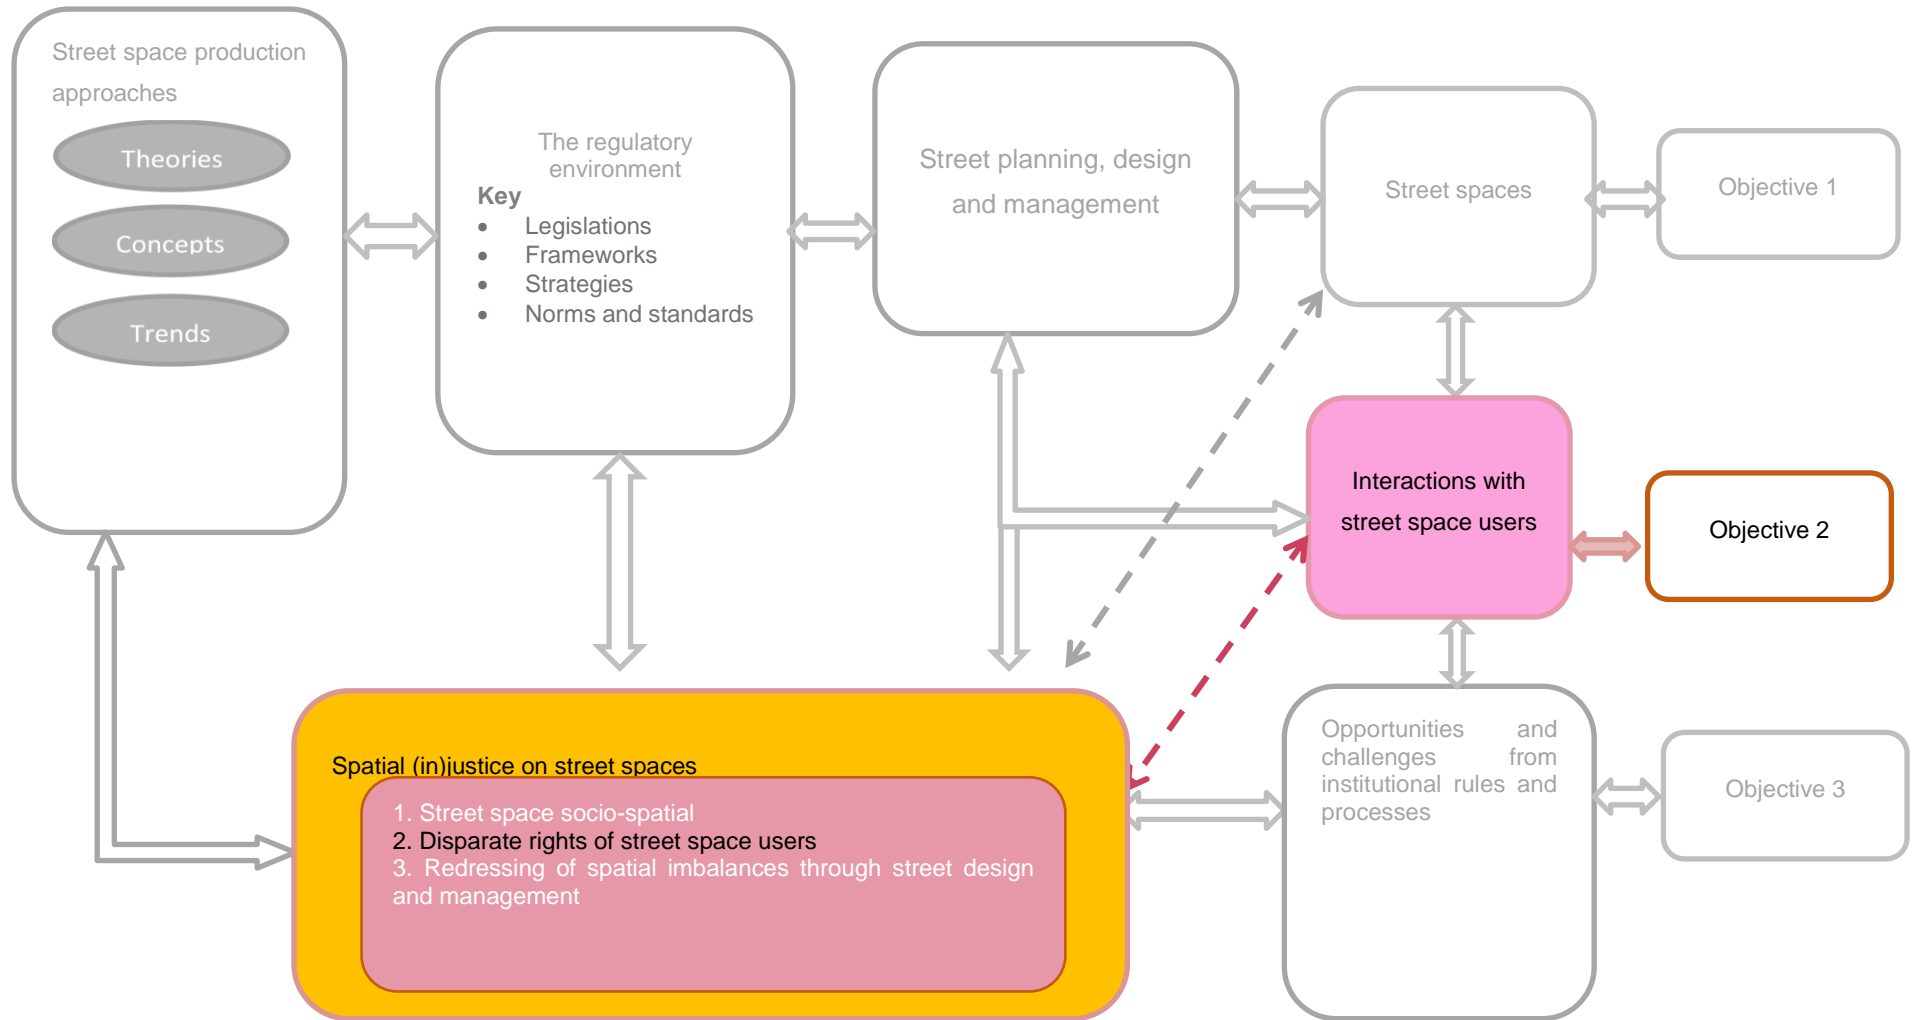 Street space production
approaches
Theories
Concepts
Trends
The regulatory
environment
Key
• Legislations
• Frameworks
• Strategies
• Norms and standards
Street planning, design
and management
Street spaces
Objective 1
Interactions with
street space users
Objective 2
Spatial (in)justice on street spaces
1. Street space socio-spatial
2. Disparate rights of street space users
3. Redressing of spatial imbalances through street design
and management
Opportunities and
challenges from
institutional rules and
processes
Objective 3